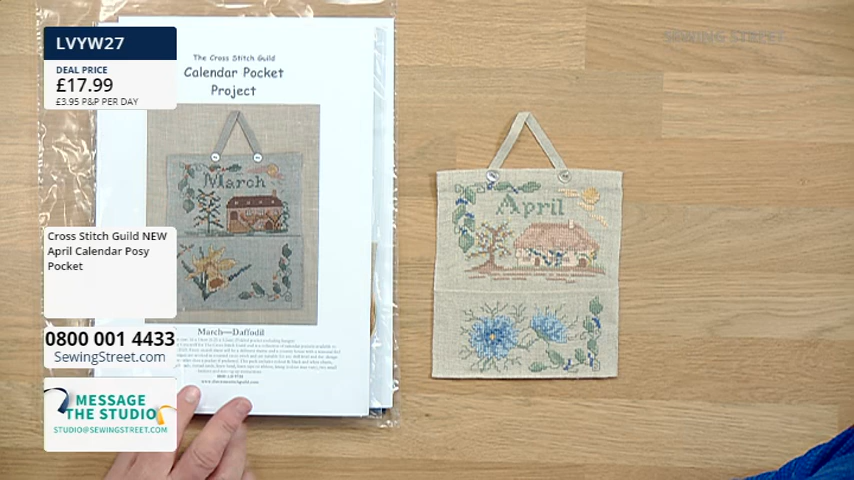 LVYW27
DEAL PRICE
£17.99
£3.95 P&P PER DAY
Cross Stitch Guild NEW
April Calendar Posy
Pocket
0800 001 4433
SewingStreet.com
MESSAGE
THE STUDIO
STUDIO@SEWINGSTREET.COM
The Cross Stitch Guild
Calendar Pocket
Project
March
March—Daffodil
April
SEWING STREET